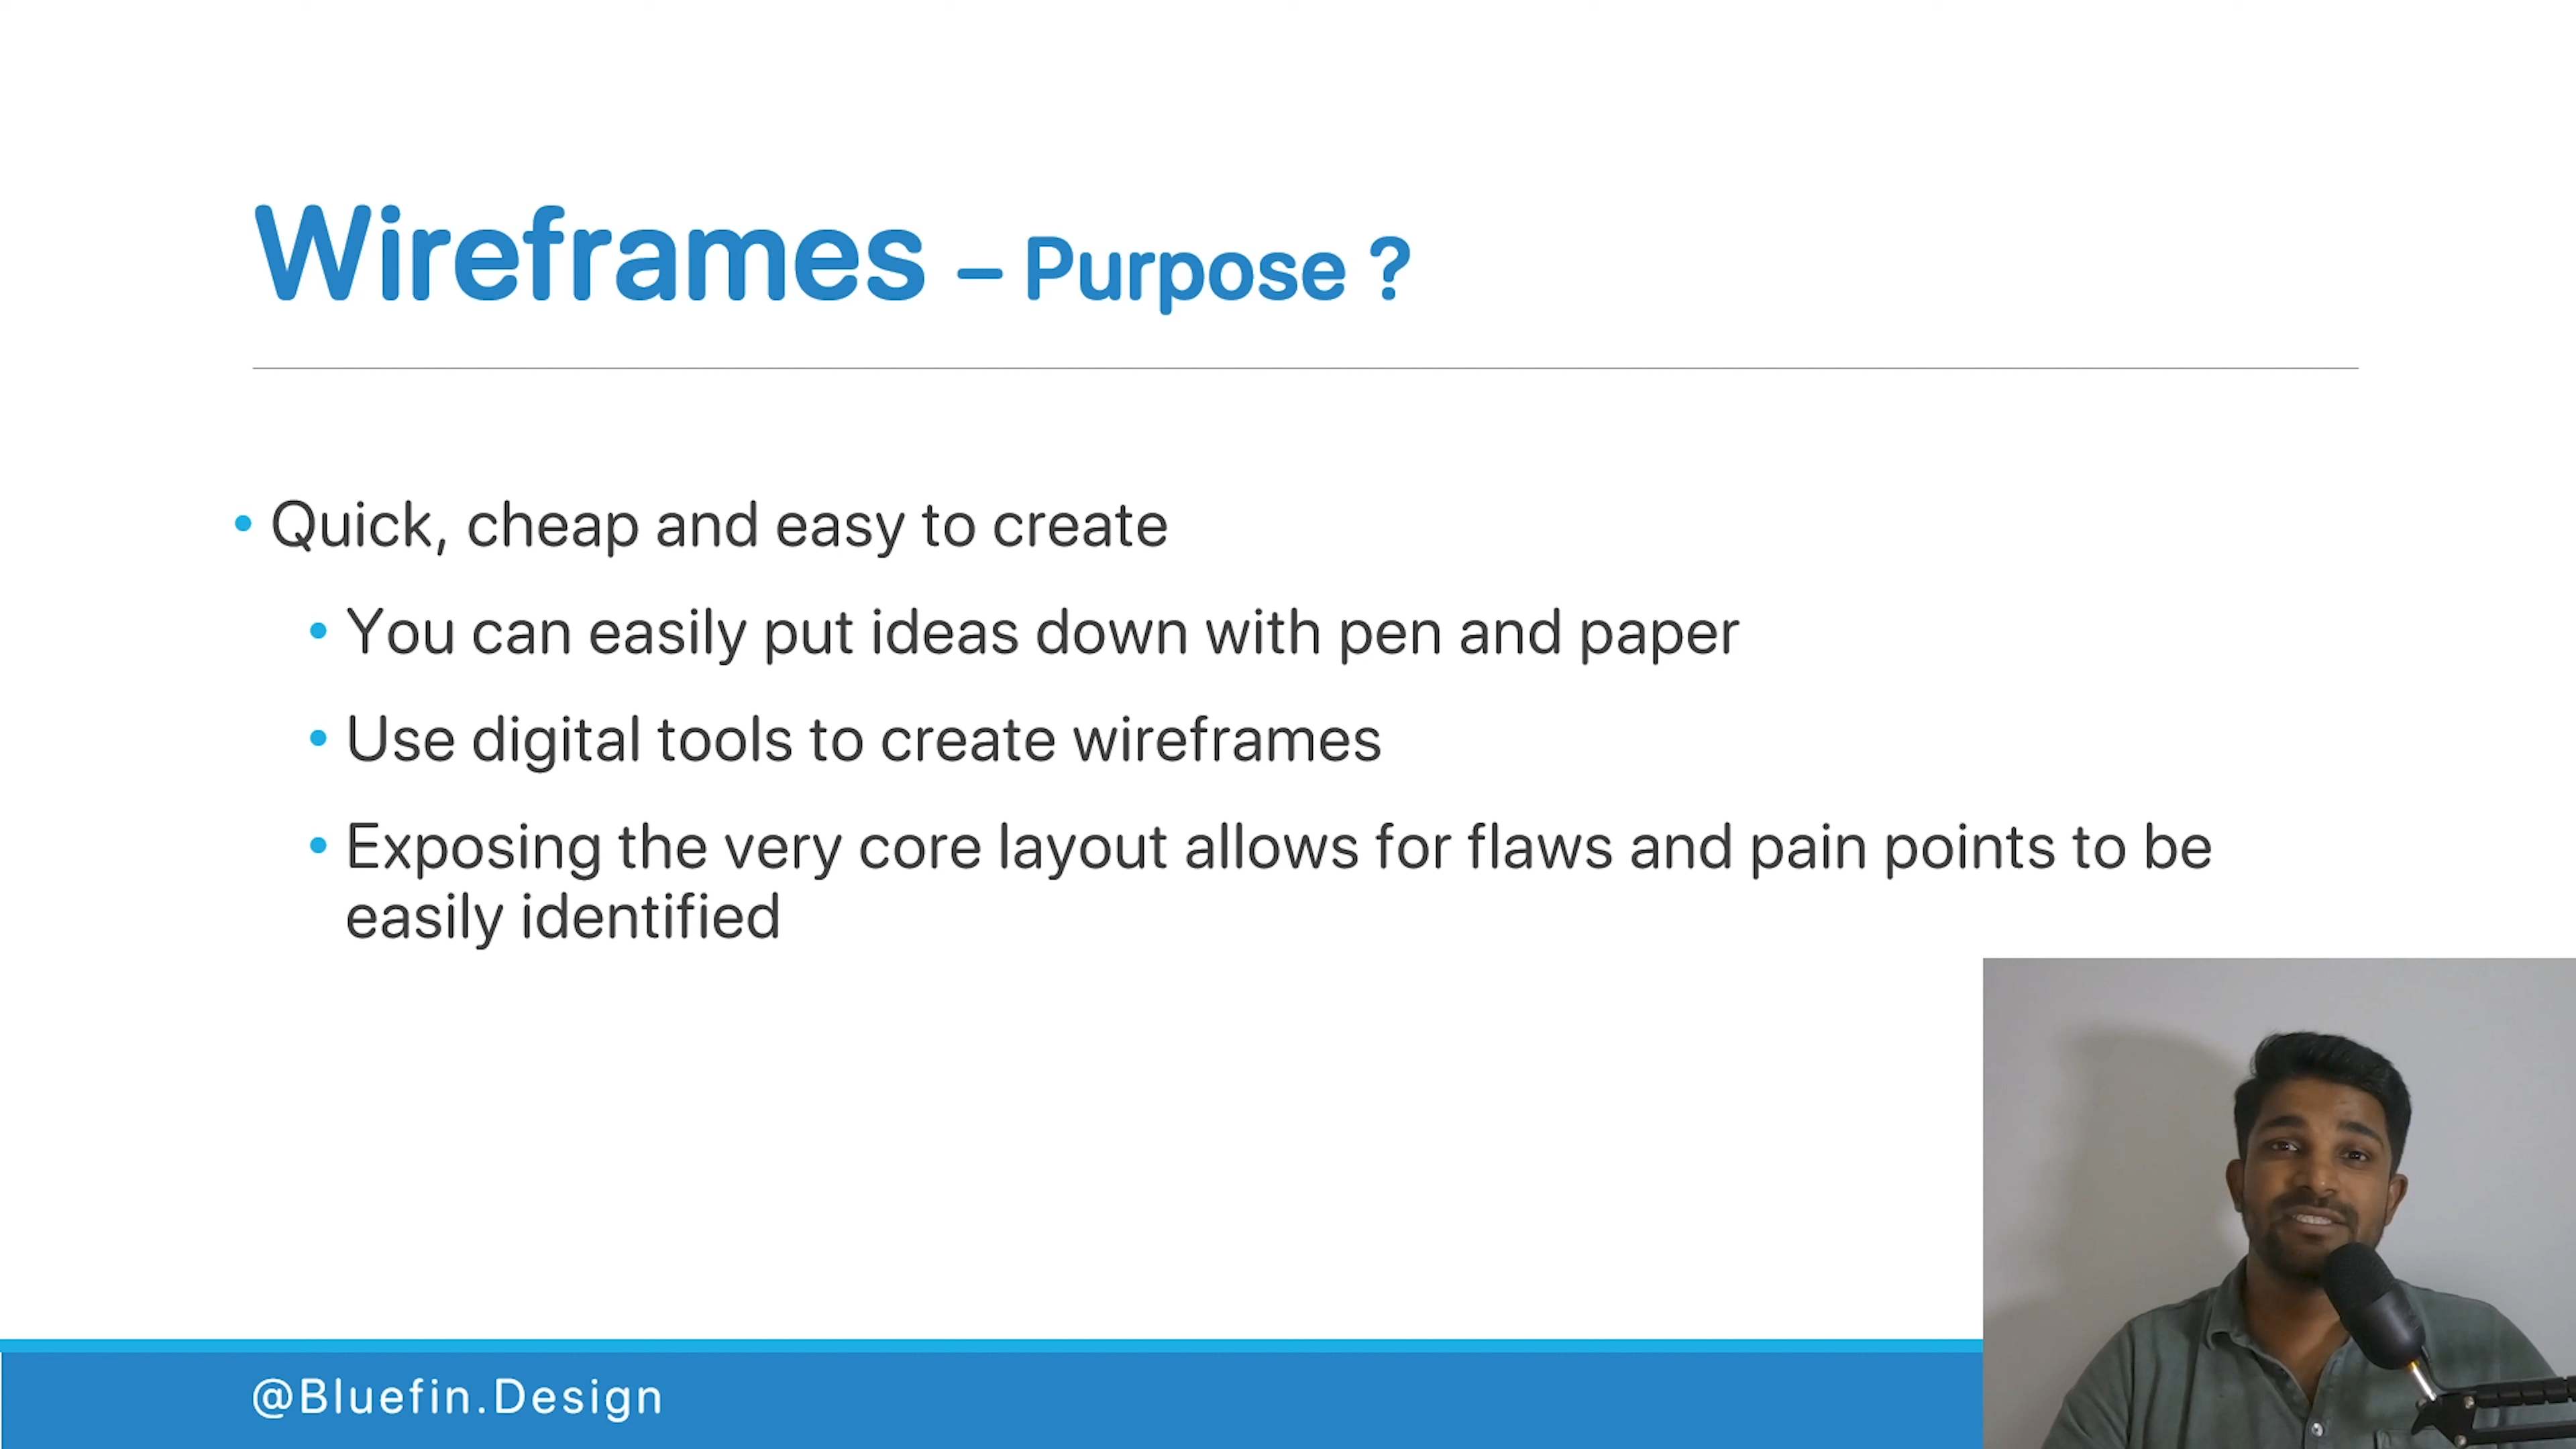 Wireframes – Purpose ?
• Quick, cheap and easy to create
• You can easily put ideas down with pen and paper
• Use digital tools to create wireframes
• Exposing the very core layout allows for flaws and pain points to be
easily identified
@Bluefin.Design